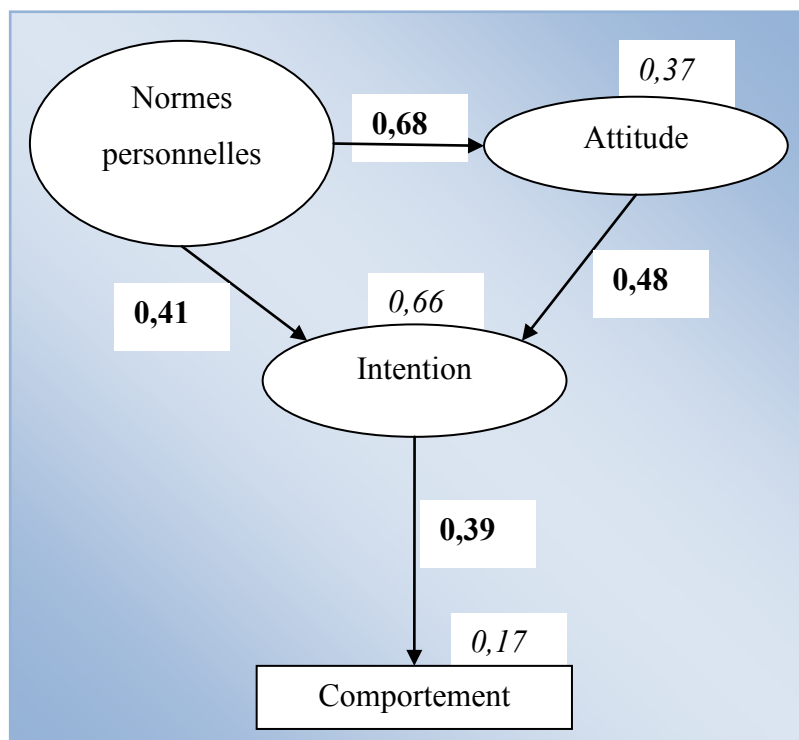 Normes
personnelles
0,68
0,37
Attitude
0,41
0,66
0,48
Intention
0,39
0,17
Comportement